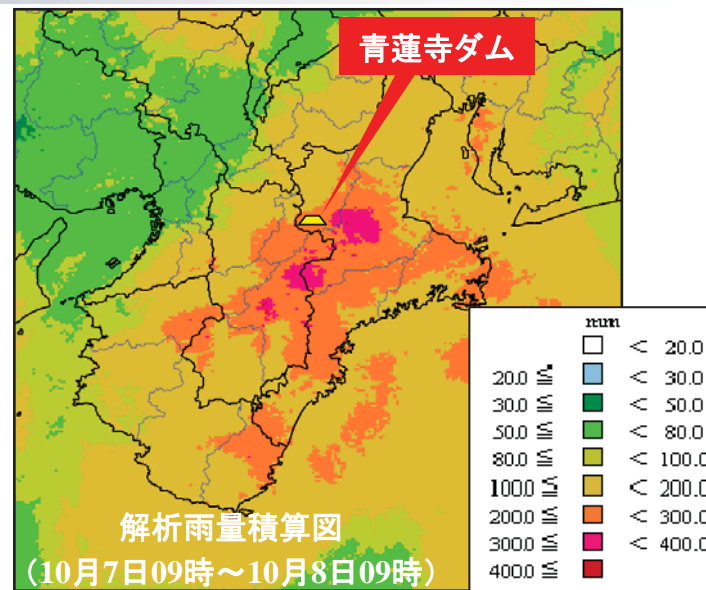 青蓮寺ダム
解析雨量積算図
(10月7日09時～10月8日09時)
mm
< 20.0
20.0 ≦ < 30.0
30.0 ≦ < 50.0
50.0 ≦ < 80.0
80.0 ≦ < 100.0
100.0 ≦ < 200.0
200.0 ≦ < 300.0
300.0 ≦ < 400.0
400.0 ≦